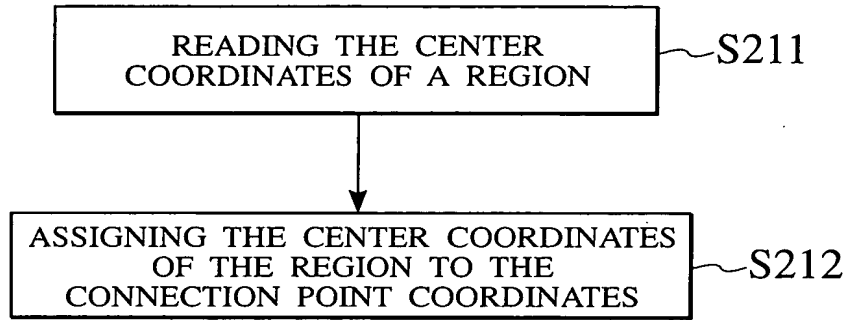 READING THE CENTER
COORDINATES OF A REGION
S211
ASSIGNING THE CENTER COORDINATES
OF THE REGION TO THE
CONNECTION POINT COORDINATES
S212